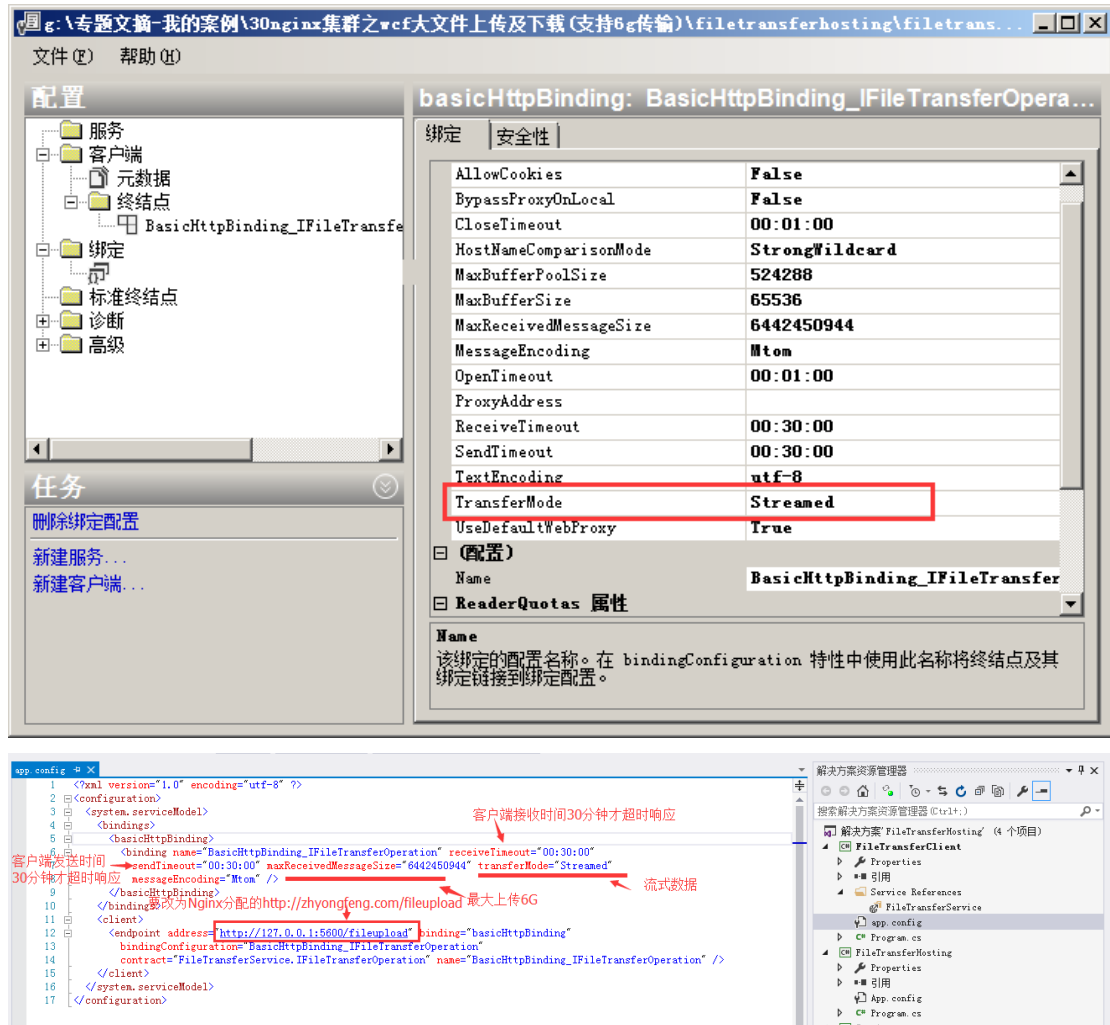 g:\专题文摘-我的案例\30nginx集群之wcf大文件上传及下载(支持6g传输)\filetransferhosting\filetrans...
文件(F) 帮助(H)
配置
服务
客户端
元数据
终结点
BasicHttpBinding_IFileTransfe
绑定
标准终结点
诊断
高级
任务
删除绑定配置
新建服务...
新建客户端...
basicHttpBinding: BasicHttpBinding_IFileTransferOpera...
绑定 安全性
AllowCookies False
BypassProxyOnLocal False
CloseTimeout 00:01:00
HostNameComparisonMode StrongWildcard
MaxBufferPoolSize 524288
MaxBufferSize 65536
MaxReceivedMessageSize 6442450944
MessageEncoding Mtom
OpenTimeout 00:01:00
ProxyAddress
ReceiveTimeout 00:30:00
SendTimeout 00:30:00
TextEncoding utf-8
TransferMode Streamed
UseDefaultWebProxy True
(配置)
Name BasicHttpBinding_IFileTransfer
ReaderQuotas 属性
Name
该绑定的配置名称。在 bindingConfiguration 特性中使用此名称将终结点及其
绑定链接到绑定配置。
app.config
1 <?xml version="1.0" encoding="utf-8" ?>
2 <configuration>
3 <system.serviceModel>
4 <bindings>
5 <basicHttpBinding>
6 <binding name="BasicHttpBinding_IFileTransferOperation" receiveTimeout="00:30:00"
sendTimeout="00:30:00" maxReceivedMessageSize="6442450944" transferMode="Streamed"
messageEncoding="Mtom" />
9 </basicHttpBinding>
10 </bindings>
11 <client>
12 <endpoint address="http://127.0.0.1:5600/fileupload" binding="basicHttpBinding"
13 bindingConfiguration="BasicHttpBinding_IFileTransferOperation"
14 contract="FileTransferService.IFileTransferOperation" name="BasicHttpBinding_IFileTransferOperation" />
15 </client>
16 </system.serviceModel>
17 </configuration>
客户端接收时间30分钟才超时响应
客户端发送时间
30分钟才超时响应
流式数据
最大上传6G
要改为Nginx分配的http://zhyongfeng.com/fileupload
解决方案资源管理器
搜索解决方案资源管理器(Ctrl+;)
解决方案'FileTransferHosting' (4 个项目)
FileTransferClient
Properties
引用
Service References
FileTransferService
app.config
Program.cs
FileTransferHosting
Properties
引用
App.config
Program.cs